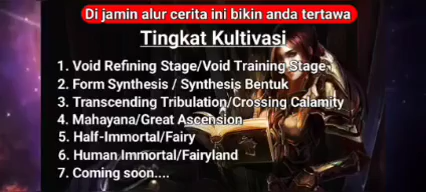 Di jamin alur cerita ini bikin anda tertawa
Tingkat Kultivasi
1. Void Refining Stage/Void Training Stage
2. Form Synthesis / Synthesis Bentuk
3. Transcending Tribulation/Crossing Calamity
4. Mahayana/Great Ascension
5. Half-Immortal/Fairy
6. Human Immortal/Fairyland
7. Coming soon....